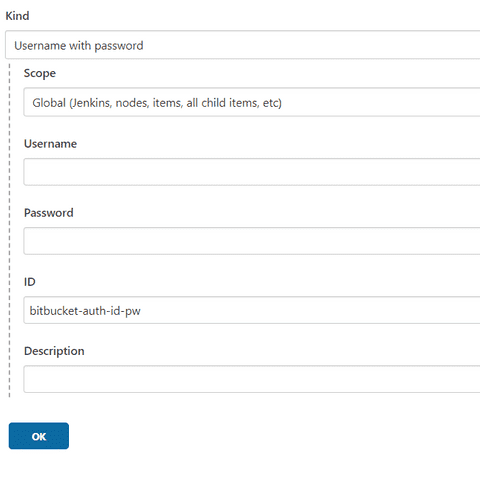 Kind
Username with password
Scope
Global (Jenkins, nodes, items, all child items, etc)
Username
Password
ID
bitbucket-auth-id-pw
Description
OK